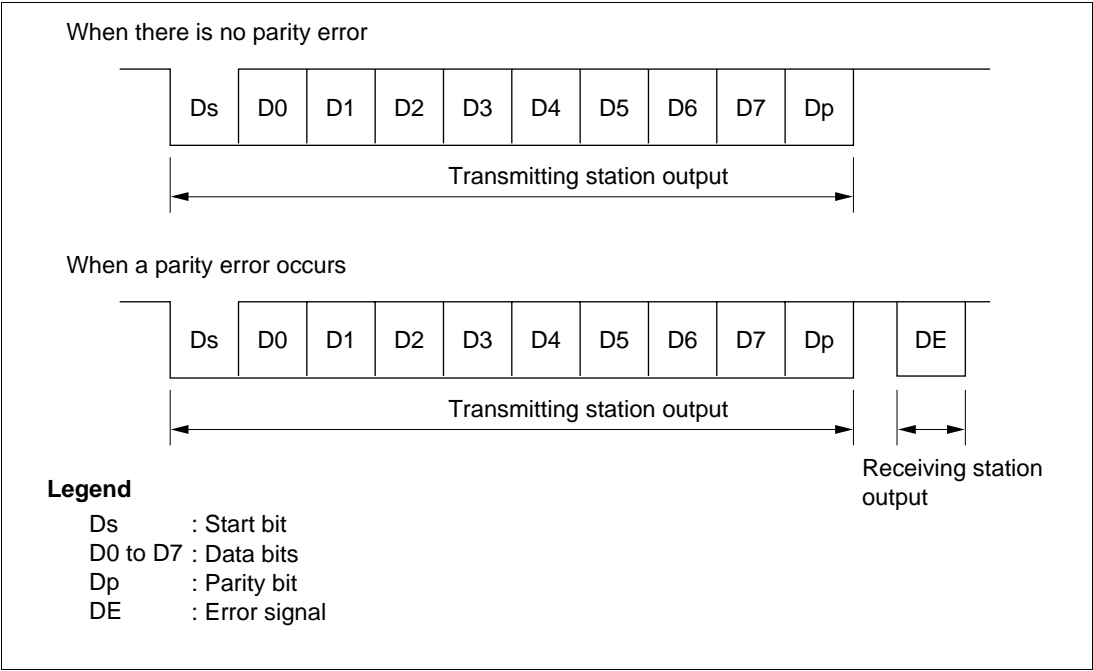 When there is no parity error
Ds D0 D1 D2 D3 D4 D5 D6 D7 Dp
Transmitting station output
When a parity error occurs
Ds D0 D1 D2 D3 D4 D5 D6 D7 Dp DE
Transmitting station output
Receiving station
output
Legend
Ds : Start bit
D0 to D7 : Data bits
Dp : Parity bit
DE : Error signal